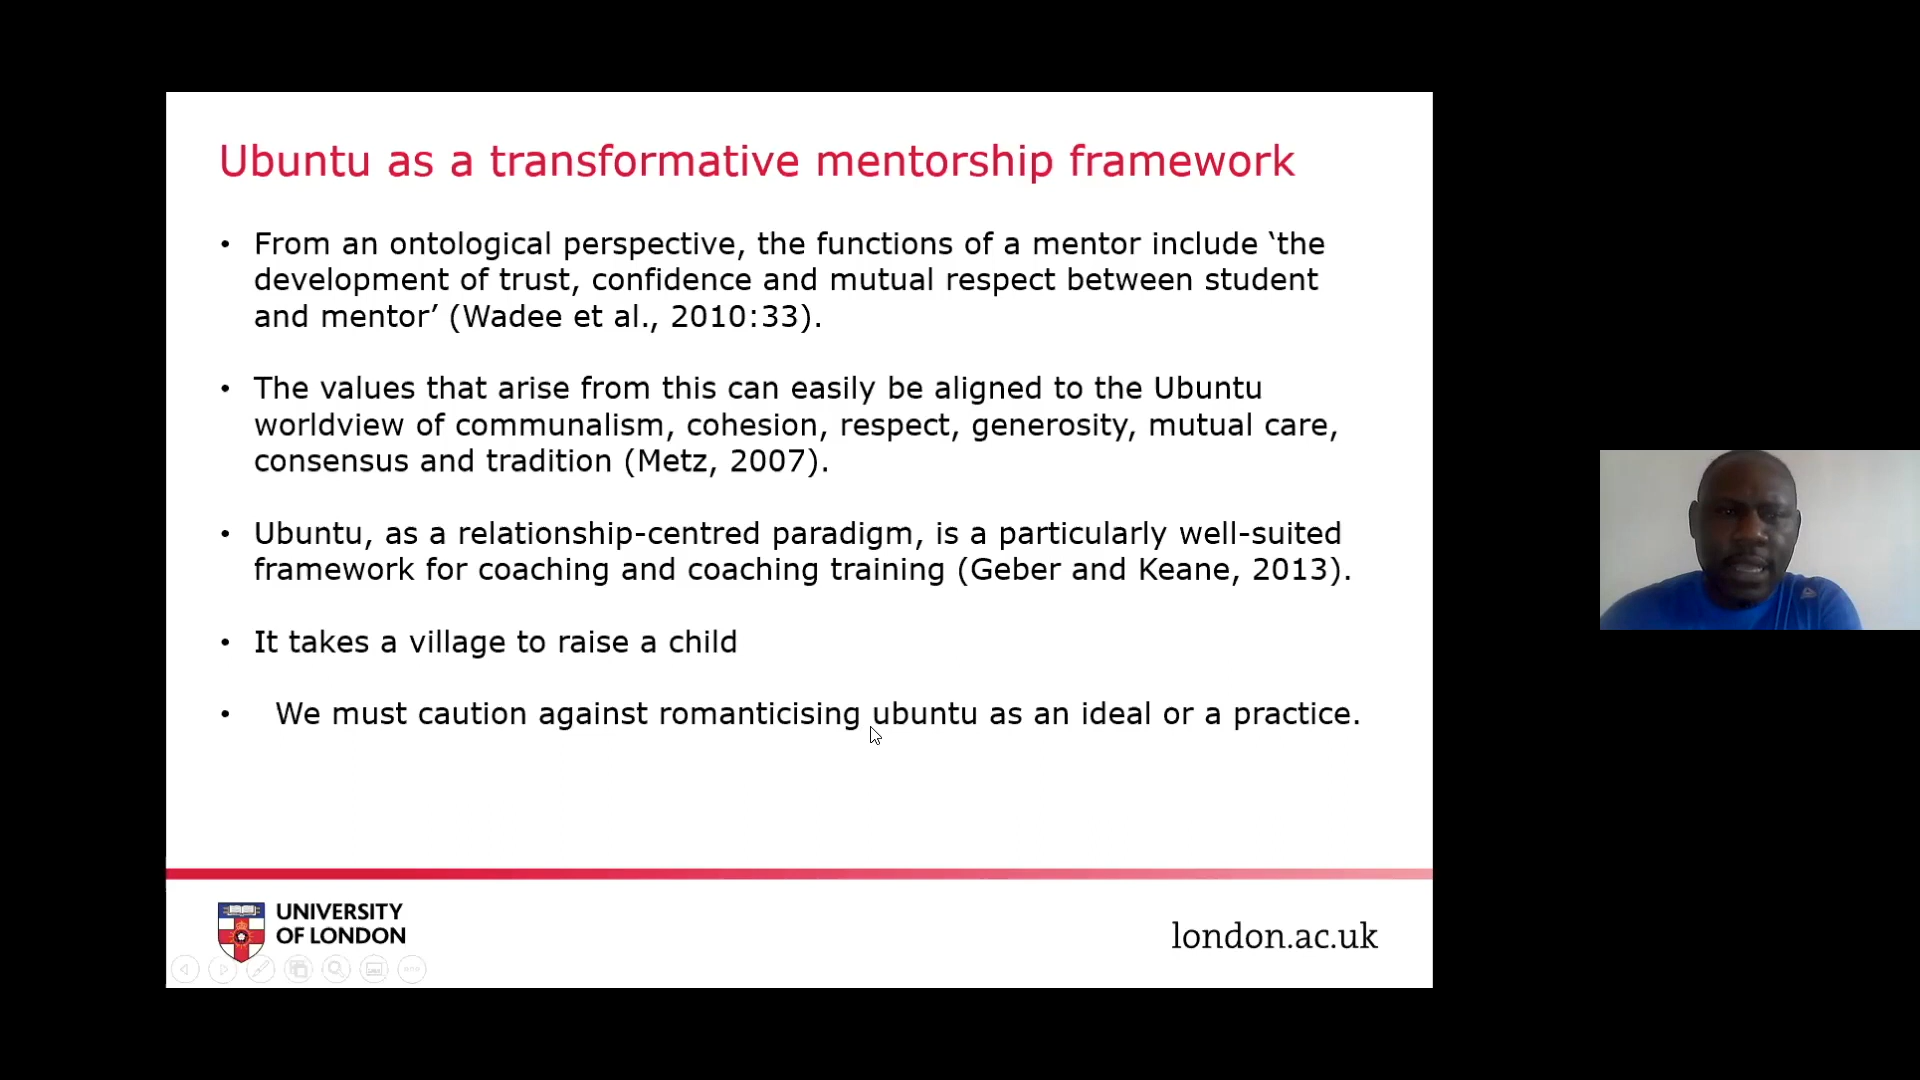 Ubuntu as a transformative mentorship framework
• From an ontological perspective, the functions of a mentor include ‘the
development of trust, confidence and mutual respect between student
and mentor’ (Wadee et al., 2010:33).
• The values that arise from this can easily be aligned to the Ubuntu
worldview of communalism, cohesion, respect, generosity, mutual care,
consensus and tradition (Metz, 2007).
• Ubuntu, as a relationship-centred paradigm, is a particularly well-suited
framework for coaching and coaching training (Geber and Keane, 2013).
• It takes a village to raise a child
• We must caution against romanticising ubuntu as an ideal or a practice.
UNIVERSITY
OF LONDON
london.ac.uk